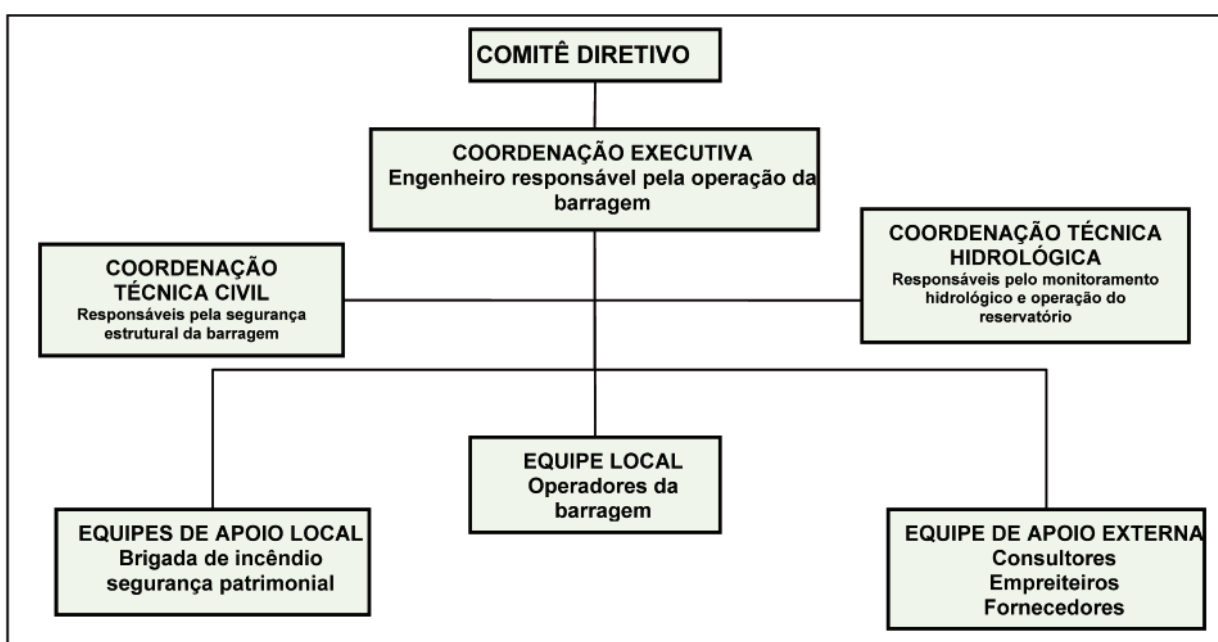 COMITÊ DIRETIVO
COORDENAÇÃO EXECUTIVA
Engenheiro responsável pela operação da
barragem
COORDENAÇÃO TÉCNICA
HIDROLÓGICA
Responsáveis pelo monitoramento
hidrológico e operação do
reservatório
COORDENAÇÃO
TÉCNICA CIVIL
Responsáveis pela segurança
estrutural da barragem
EQUIPE LOCAL
Operadores da
barragem
EQUIPES DE APOIO LOCAL
Brigada de incêndio
segurança patrimonial
EQUIPE DE APOIO EXTERNA
Consultores
Empreiteiros
Fornecedores